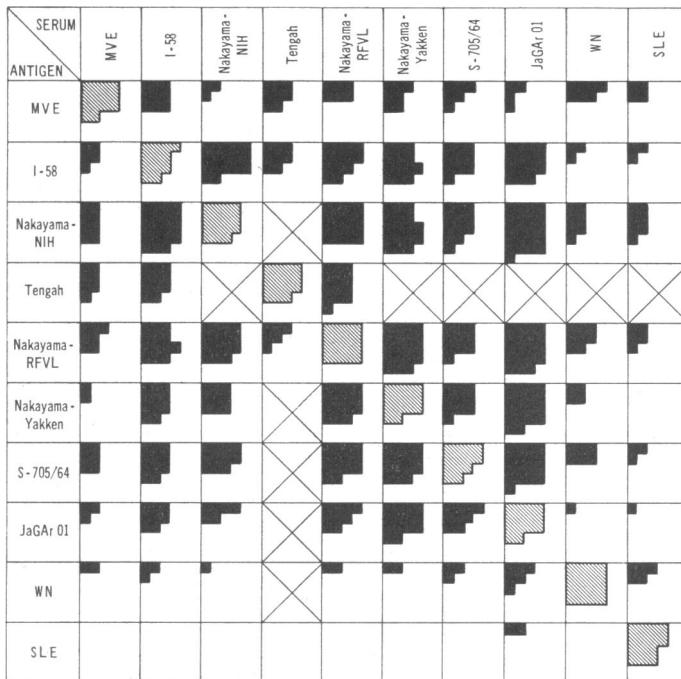 SERUM
ANTIGEN
MVE
I-58
Nakayama-
NIH
Tengah
Nakayama-
RFVL
Nakayama-
Yakken
S-705/64
JaGAr 01
WN
SLE
MVE
I-58
Nakayama-
NIH
Tengah
Nakayama-
RFVL
Nakayama-
Yakken
S-705/64
JaGAr 01
WN
SLE